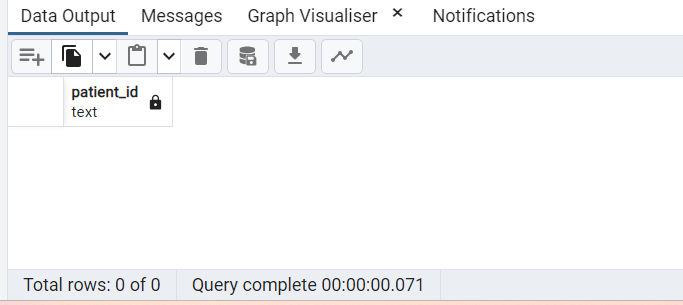 Data Output Messages Graph Visualiser × Notifications
patient_id
text
Total rows: 0 of 0 Query complete 00:00:00.071